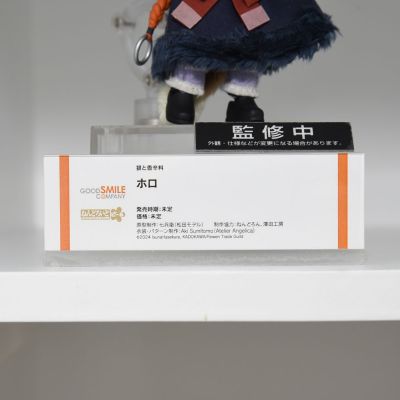 監修中
外観・仕様などが変更になる場合があります。
狼と香辛料
GOOD SMILE COMPANY
ホロ
ねんどろいど
発売時期：未定
価格：未定
原型制作：七兵衛(松田モデル) 制作協力：ねんどろん、澤田工房
衣装・パターン制作：Aki Sumitomo (Atelier Angelica)
©2024 Isuna Hasekura, KADOKAWA/Flower Trade Guild